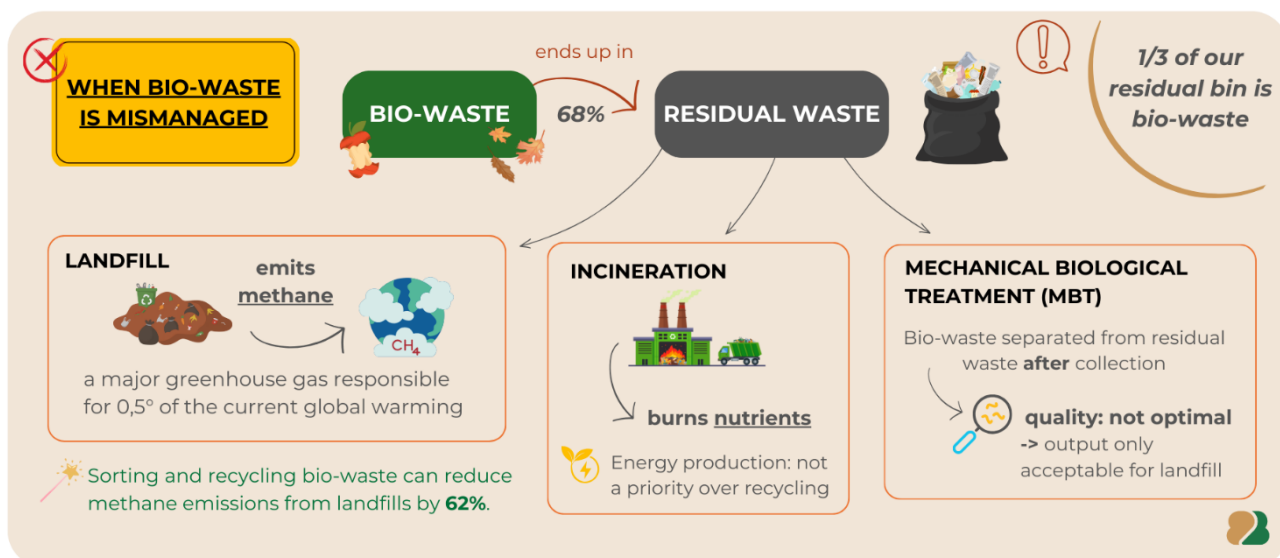 WHEN BIO-WASTE
IS MISMANAGED
BIO-WASTE
ends up in
68%
RESIDUAL WASTE
1/3 of our
residual bin is
bio-waste
LANDFILL
emits
methane
CH4
a major greenhouse gas responsible
for 0,5° of the current global warming
Sorting and recycling bio-waste can reduce
methane emissions from landfills by 62%.
INCINERATION
burns nutrients
Energy production: not
a priority over recycling
MECHANICAL BIOLOGICAL
TREATMENT (MBT)
Bio-waste separated from residual
waste after collection
quality: not optimal
-> output only
acceptable for landfill